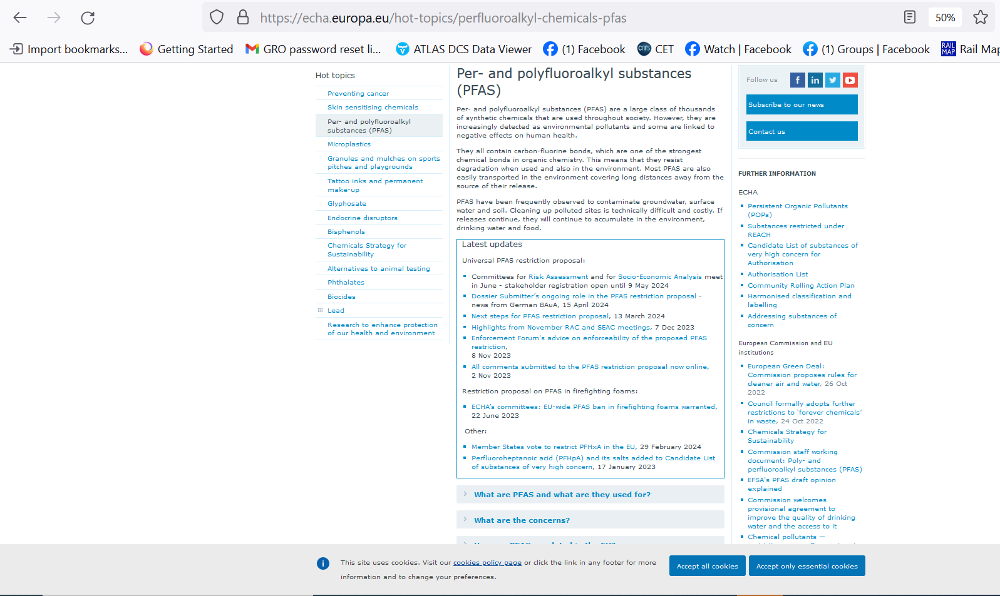 https://echa.europa.eu/hot-topics/perfluoroalkyl-chemicals-pfas
50%
Import bookmarks...
Getting Started
GRO password reset li...
ATLAS DCS Data Viewer
(1) Facebook
cnrs
CET
Watch | Facebook
(1) Groups | Facebook
RAIL
MAP
Rail Map
Hot topics
Preventing cancer
Skin sensitising chemicals
Per- and polyfluoroalkyl
substances (PFAS)
Microplastics
Granules and mulches on sports
pitches and playgrounds
Tattoo inks and permanent
make-up
Glyphosate
Endocrine disruptors
Bisphenols
Chemicals Strategy for
Sustainability
Alternatives to animal testing
Phthalates
Biocides
Lead
Research to enhance protection
of our health and environment
Per- and polyfluoroalkyl substances
(PFAS)
Per- and polyfluoroalkyl substances (PFAS) are a large class of thousands
of synthetic chemicals that are used throughout society. However, they are
increasingly detected as environmental pollutants and some are linked to
negative effects on human health.
They all contain carbon-fluorine bonds, which are one of the strongest
chemical bonds in organic chemistry. This means that they resist
degradation when used and also in the environment. Most PFAS are also
easily transported in the environment covering long distances away from the
source of their release.
PFAS have been frequently observed to contaminate groundwater, surface
water and soil. Cleaning up polluted sites is technically difficult and costly. If
releases continue, they will continue to accumulate in the environment,
drinking water and food.
Latest updates
Universal PFAS restriction proposal:
Committees for Risk Assessment and for Socio-Economic Analysis meet
in June - stakeholder registration open until 9 May 2024
Dossier Submitter's ongoing role in the PFAS restriction proposal -
news from German BAuA, 15 April 2024
Next steps for PFAS restriction proposal, 13 March 2024
Highlights from November RAC and SEAC meetings, 7 Dec 2023
Enforcement Forum's advice on enforceability of the proposed PFAS
restriction,
8 Nov 2023
All comments submitted to the PFAS restriction proposal now online,
2 Nov 2023
Restriction proposal on PFAS in firefighting foams:
ECHA's committees: EU-wide PFAS ban in firefighting foams warranted,
22 June 2023
Other:
Member States vote to restrict PFHxA in the EU, 29 February 2024
Perfluoroheptanoic acid (PFHpA) and its salts added to Candidate List
of substances of very high concern, 17 January 2023
What are PFAS and what are they used for?
What are the concerns?
Follow us
Subscribe to our news
Contact us
FURTHER INFORMATION
ECHA
Persistent Organic Pollutants
(POPs)
Substances restricted under
REACH
Candidate List of substances of
very high concern for
Authorisation
Authorisation List
Community Rolling Action Plan
Harmonised classification and
labelling
Addressing substances of
concern
European Commission and EU
institutions
European Green Deal:
Commission proposes rules for
cleaner air and water, 26 Oct
2022
Council formally adopts further
restrictions to 'forever chemicals'
in waste, 24 Oct 2022
Chemicals Strategy for
Sustainability
Commission staff working
document: Poly- and
perfluoroalkyl substances (PFAS)
EFSA's PFAS draft opinion
explained
Commission welcomes
provisional agreement to
improve the quality of drinking
water and the access to it
Chemical pollutants —
This site uses cookies. Visit our cookies policy page or click the link in any footer for more
information and to change your preferences.
Accept all cookies
Accept only essential cookies